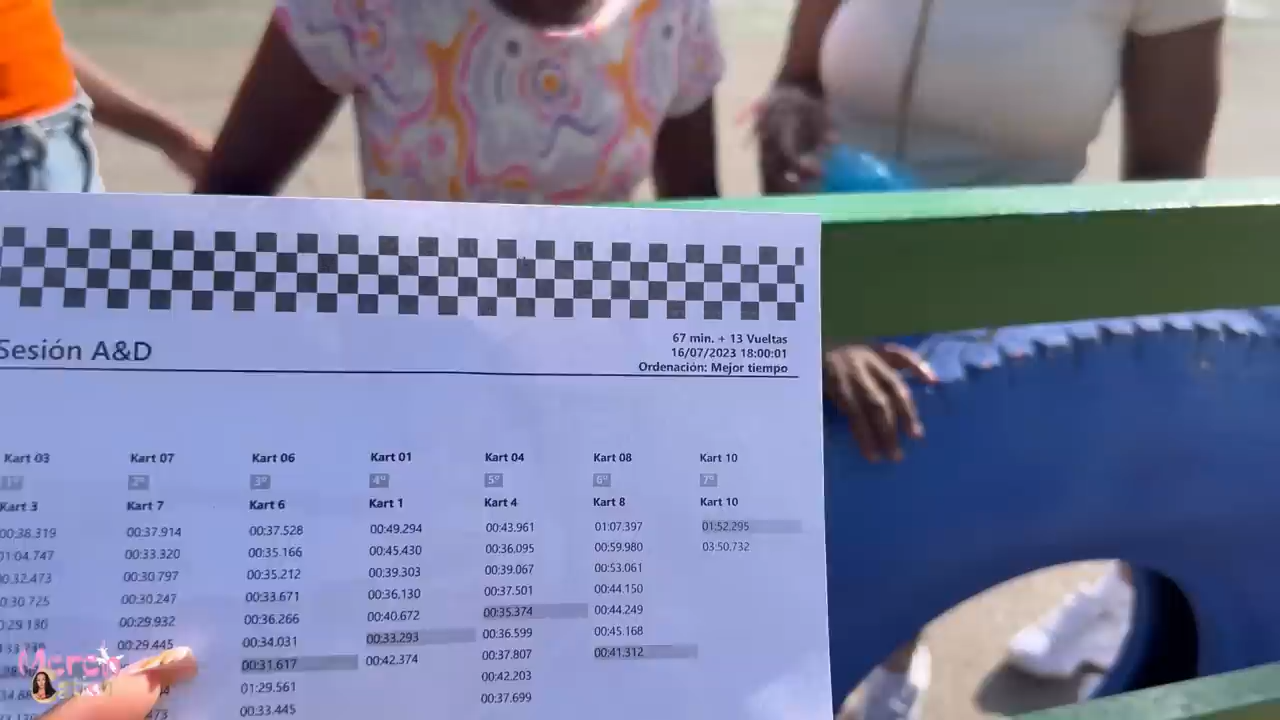 67 min. + 13 Vueltas
Sesión A&D
16/07/2023 18:00:01
Ordenación: Mejor tiempo
Kart 03 Kart 07 Kart 06 Kart 01 Kart 04 Kart 08 Kart 10
1º 2º 3º 4º 5º 6º 7º
Kart 3 Kart 7 Kart 6 Kart 1 Kart 4 Kart 8 Kart 10
00:38.319 00:37.914 00:37.528 00:49.294 00:43.961 01:07.397 01:52.295
01:04.747 00:33.320 00:35.166 00:45.430 00:36.095 00:59.980 03:50.732
00:32.473 00:30.797 00:35.212 00:39.303 00:39.067 00:53.061
00:30.725 00:30.247 00:33.671 00:36.130 00:37.501 00:44.150
00:29.932 00:36.266 00:40.672 00:35.374 00:44.249
00:29.445 00:34.031 00:33.293 00:36.599 00:45.168
00:31.617 00:42.374 00:37.807 00:41.312
01:29.561 00:42.203
00:33.445 00:37.699